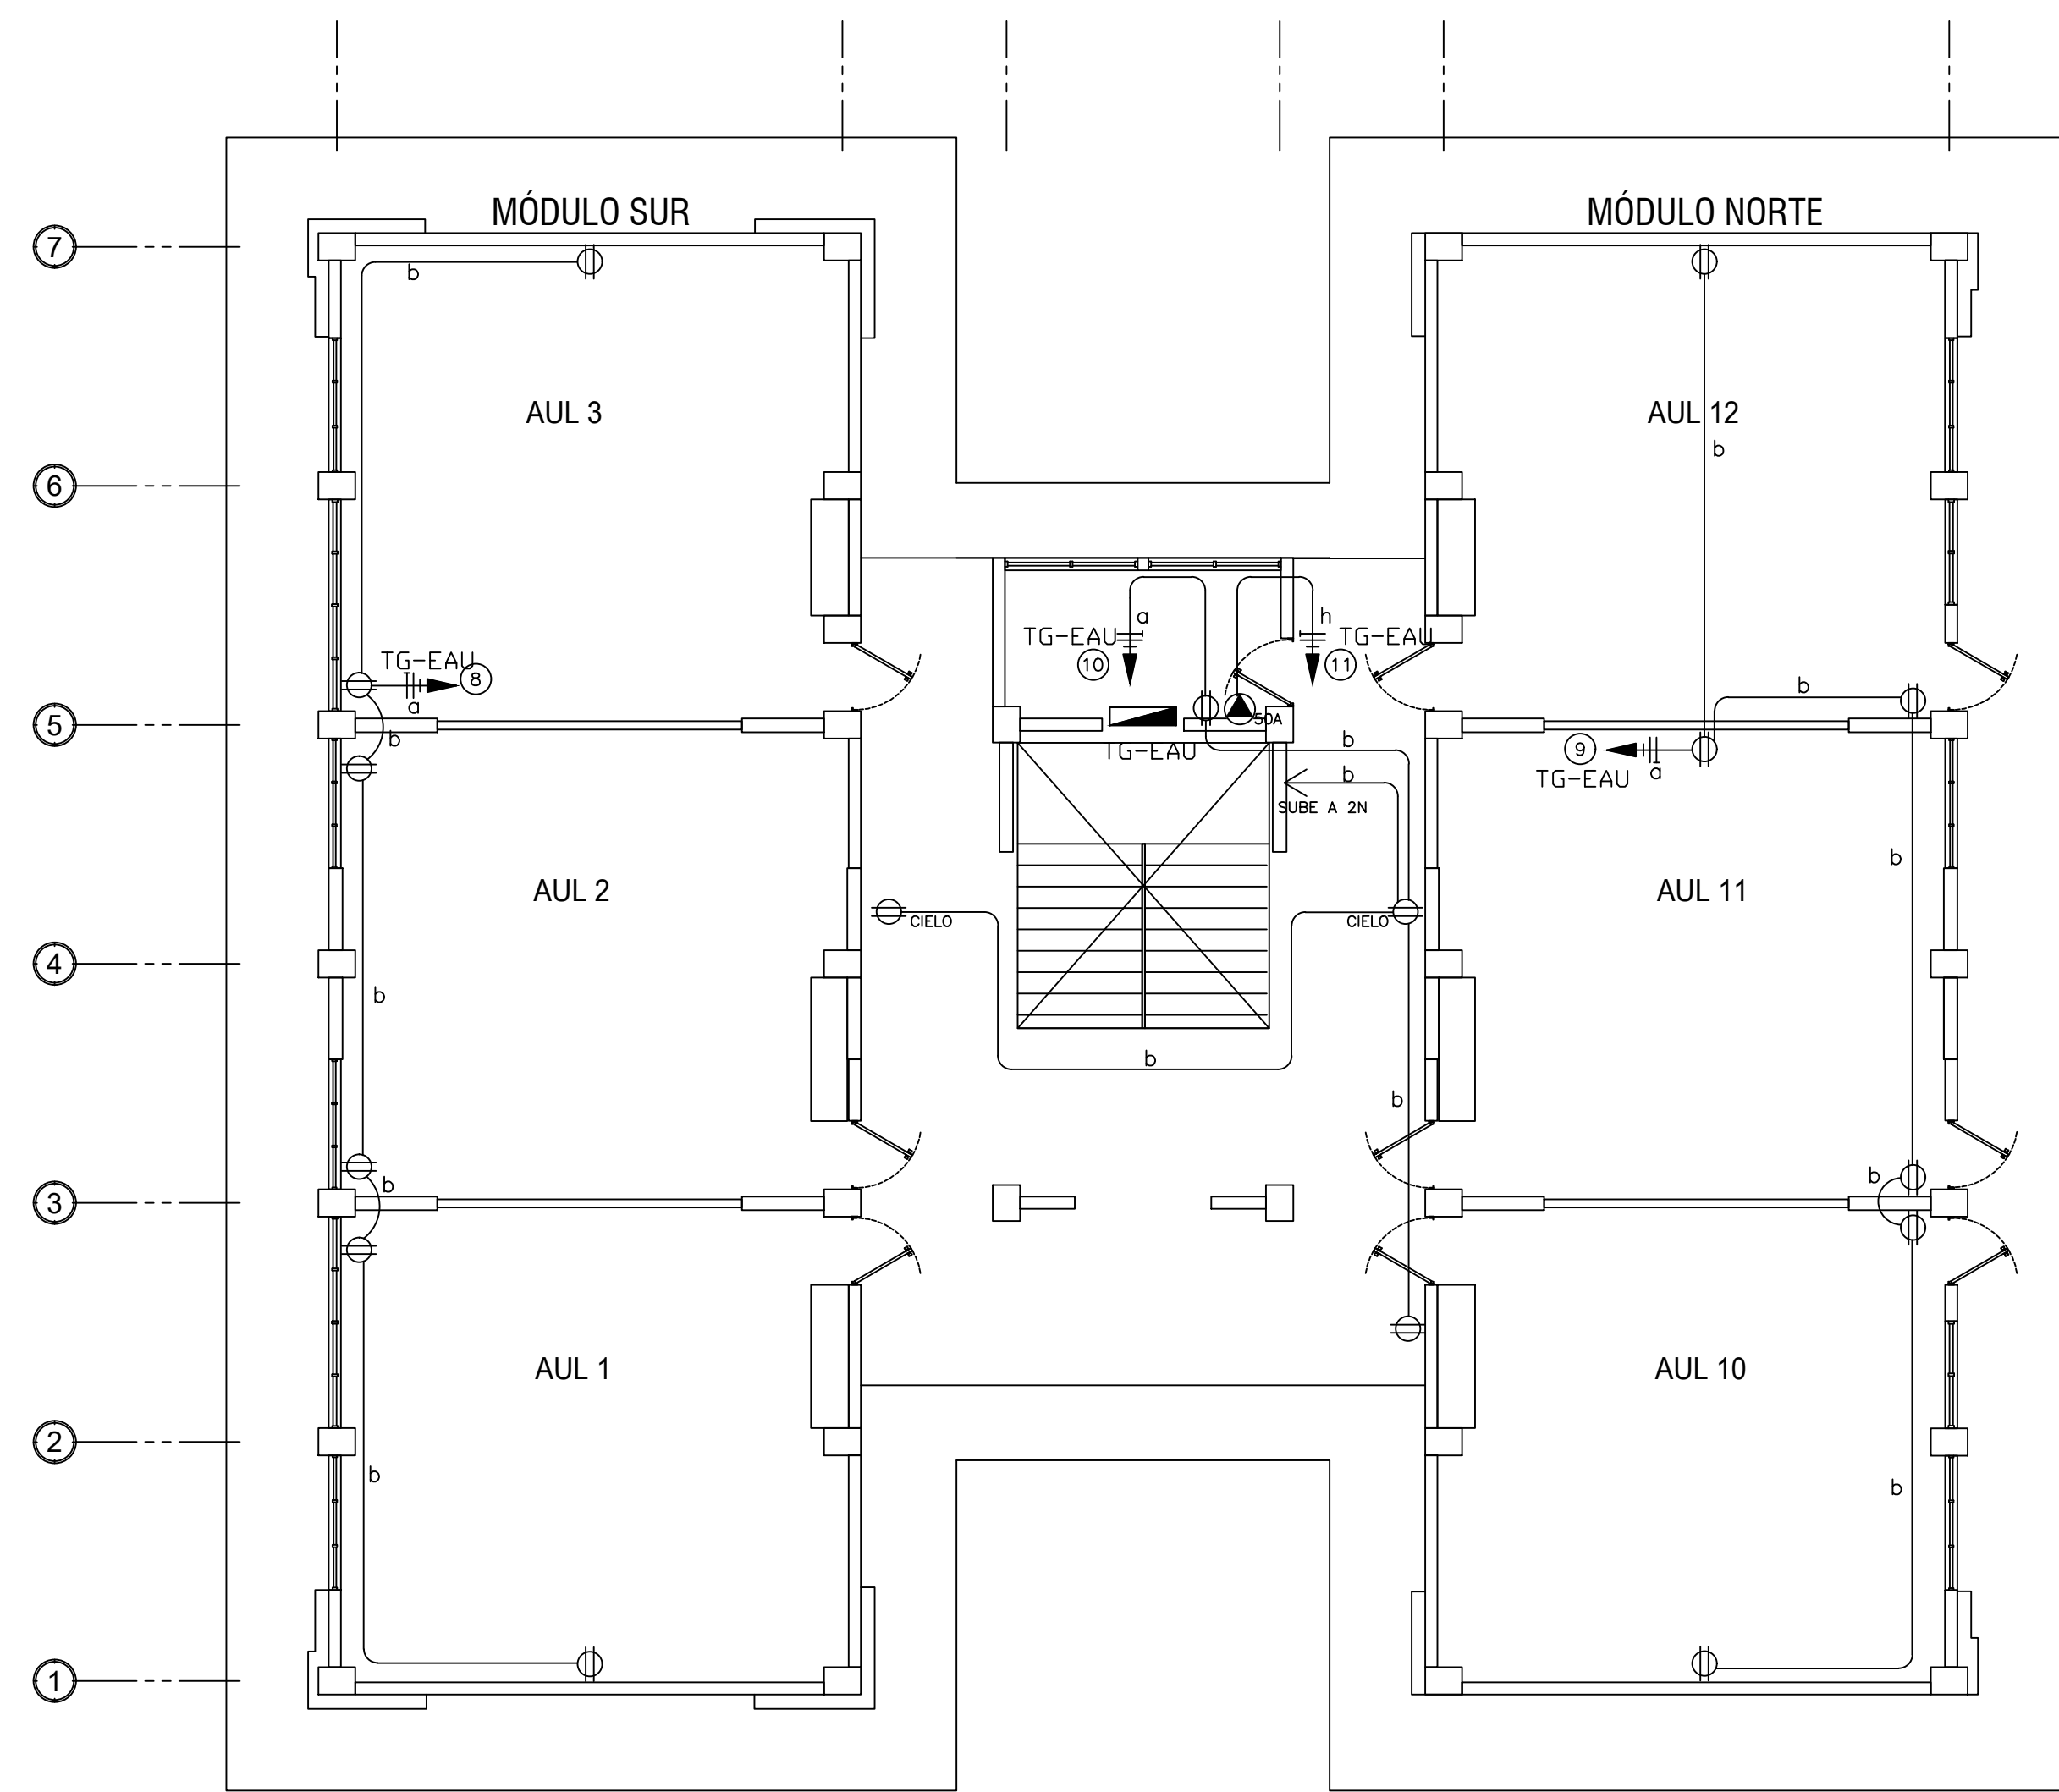 MÓDULO SUR
MÓDULO NORTE
7
b
AUL 3
AUL 12
b
6
a
h
TG-EAU
TG-EAU
10
11
TG-EAU
8
a
b
5
b
50A
TG-EAU
b
b
SUBE A 2N
9
TG-EAU
a
b
AUL 2
AUL 11
CIELO
CIELO
4
b
b
b
b
b
3
AUL 1
AUL 10
2
b
b
1